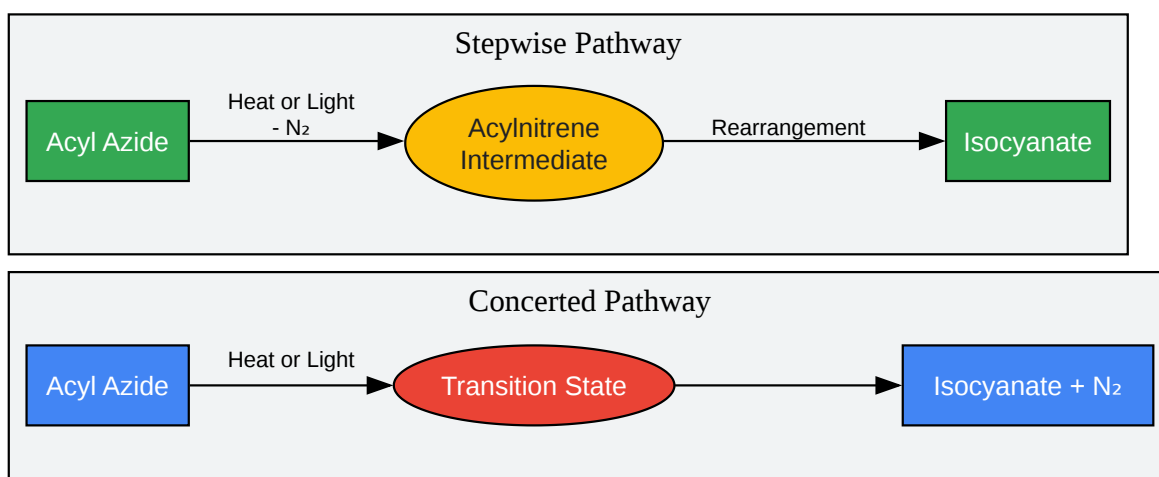 Stepwise Pathway
Acyl Azide
Heat or Light
- N₂
Acylnitrene
Intermediate
Rearrangement
Isocyanate
Concerted Pathway
Acyl Azide
Heat or Light
Transition State
Isocyanate + N₂